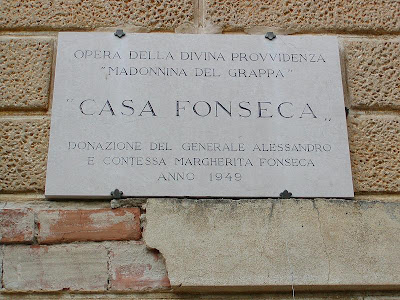 OPERA DELLA DIVINA PROVVIDENZA
"MADONNINA DEL GRAPPA"
"CASA FONSECA„
DONAZIONE DEL GENERALE ALESSANDRO
E CONTESSA MARGHERITA FONSECA
ANNO 1949